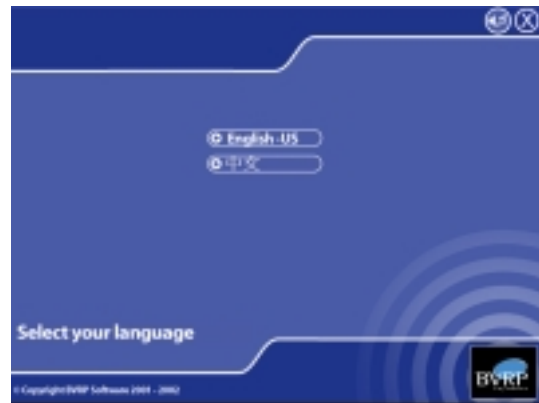 English -US
中文
Select your language
© Copyright BVRP Software 2001 - 2002
BVRP